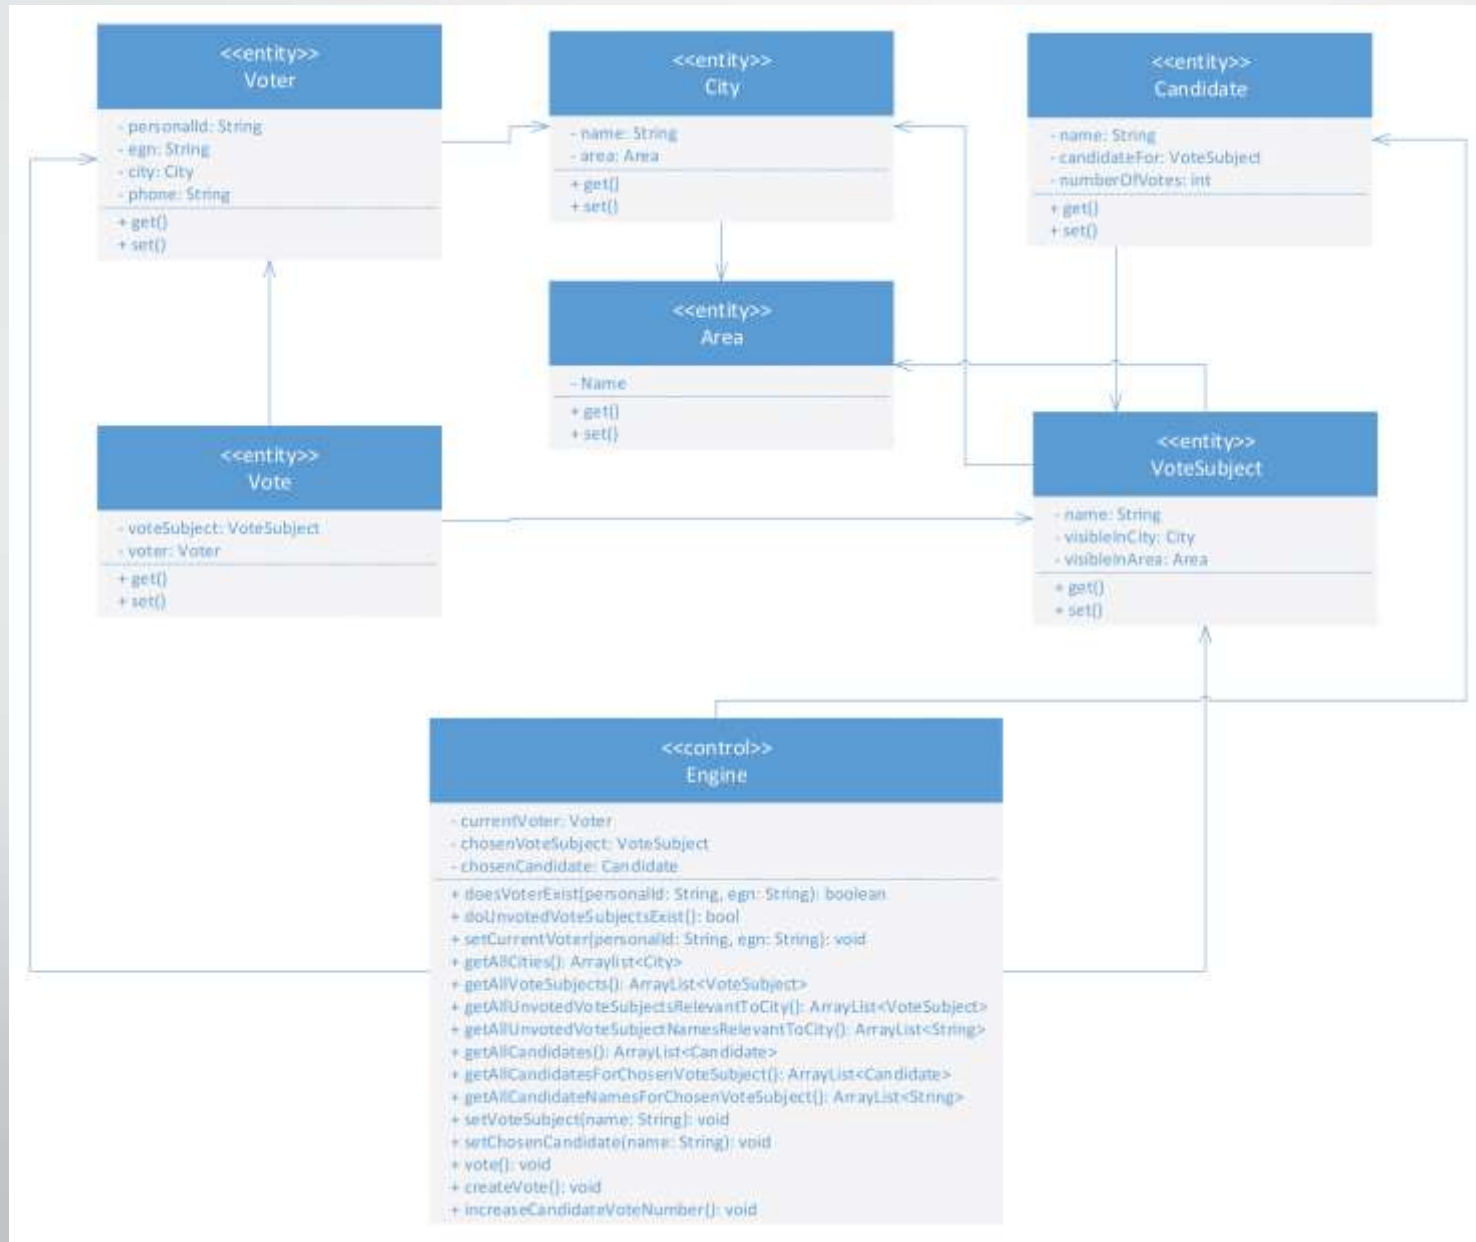 <<entity>>
Voter
- personalId: String
- egn: String
- city: City
- phone: String
+ get()
+ set()
<<entity>>
City
- name: String
- area: Area
+ get()
+ set()
<<entity>>
Candidate
- name: String
- candidateFor: VoteSubject
- numberOfVotes: int
+ get()
+ set()
<<entity>>
Area
- Name
+ get()
+ set()
<<entity>>
Vote
- voteSubject: VoteSubject
- voter: Voter
+ get()
+ set()
<<entity>>
VoteSubject
- name: String
- visibleInCity: City
- visibleInArea: Area
+ get()
+ set()
<<control>>
Engine
- currentVoter: Voter
- chosenVoteSubject: VoteSubject
- chosenCandidate: Candidate
+ doesVoterExist(personalId: String, egn: String): boolean
+ doUnvotedVoteSubjectsExist(): bool
+ setCurrentVoter(personalId: String, egn: String): void
+ getAllCities(): Arraylist<City>
+ getAllVoteSubjects(): ArrayList<VoteSubject>
+ getAllUnvotedVoteSubjectsRelevantToCity(): ArrayList<VoteSubject>
+ getAllUnvotedVoteSubjectNamesRelevantToCity(): ArrayList<String>
+ getAllCandidates(): ArrayList<Candidate>
+ getAllCandidatesForChosenVoteSubject(): ArrayList<Candidate>
+ getAllCandidateNamesForChosenVoteSubject(): ArrayList<String>
+ setVoteSubject(name: String): void
+ setChosenCandidate(name: String): void
+ vote(): void
+ createVote(): void
+ increaseCandidateVoteNumber(): void